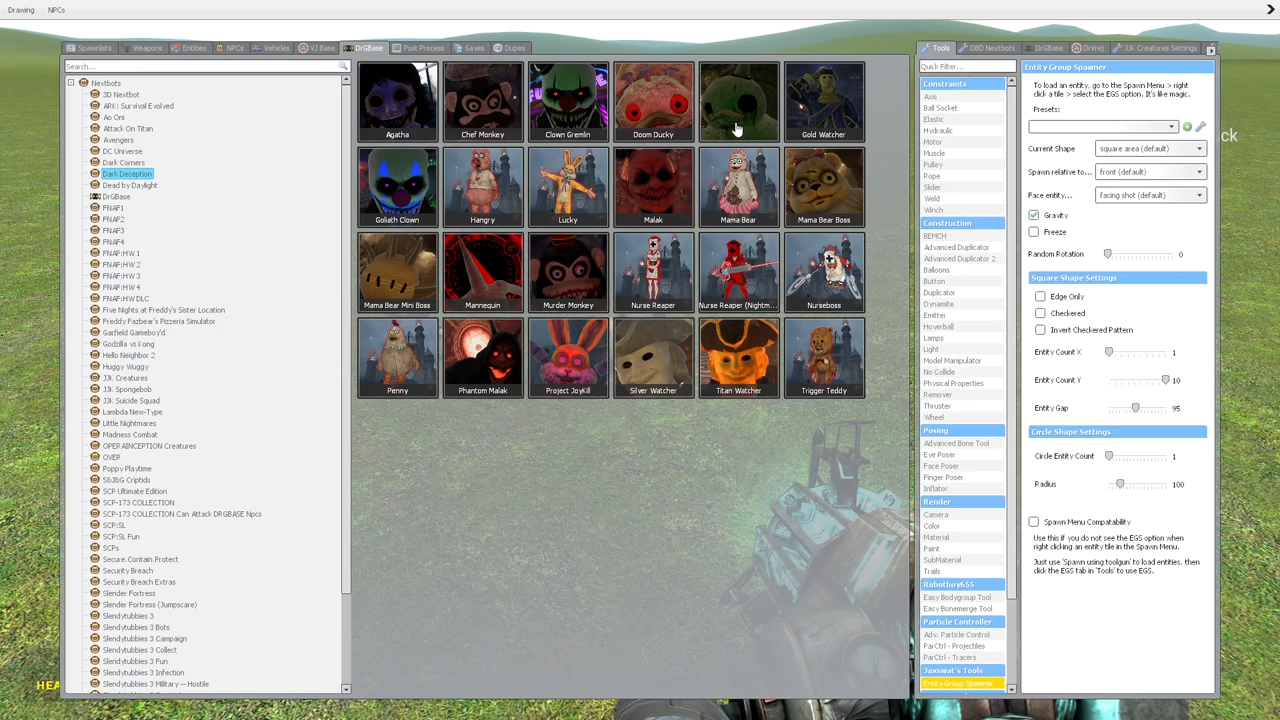 Drawing NPCs
Spawnlists Weapons Entities NPCs Vehicles VJ Base DrGBase Post Process Saves Dupes
Search...
Nextbots
3D Nextbot
ARK: Survival Evolved
Ao Oni
Attack On Titan
Avengers
DC Universe
Dark Corners
Dark Deception
Dead by Daylight
DrGBase
FNAF1
FNAF2
FNAF3
FNAF4
FNAF:HW 1
FNAF:HW 2
FNAF:HW 3
FNAF:HW 4
FNAF:HW DLC
Five Nights at Freddy's Sister Location
Freddy Fazbear's Pizzeria Simulator
Garfield Gameboy'd
Godzilla vs Kong
Hello Neighbor 2
Huggy Wuggy
JJK Creatures
JJK Spongebob
JJK Suicide Squad
Lambda New-Type
Little Nightmares
Madness Combat
OPERAINCEPTION Creatures
OVER
Poppy Playtime
S&J&G Criptids
SCP Ultimate Edition
SCP-173 COLLECTION
SCP-173 COLLECTION Can Attack DRGBASE Npcs
SCP:SL
SCP:SL Fun
SCPs
Secure.Contain.Protect
Security Breach
Security Breach Extras
Slender Fortress
Slender Fortress (Jumpscare)
Slendytubbies 3
Slendytubbies 3 Bots
Slendytubbies 3 Campaign
Slendytubbies 3 Collect
Slendytubbies 3 Fun
Slendytubbies 3 Infection
Slendytubbies 3 Military -- Hostile
Agatha Chef Monkey Clown Gremlin Doom Ducky Gold Watcher
Goliath Clown Hangry Lucky Malak Mama Bear Mama Bear Boss
Mama Bear Mini Boss Mannequin Murder Monkey Nurse Reaper Nurse Reaper (Nightm... Nurseboss
Penny Phantom Malak Project JoyKill Silver Watcher Titan Watcher Trigger Teddy
HEA
Tools DBD Nextbots DrGBase DrVrej JJk Creatures Settings
Quick Filter...
Constraints
Axis
Ball Socket
Elastic
Hydraulic
Motor
Muscle
Pulley
Rope
Slider
Weld
Winch
Construction
BEMCH
Advanced Duplicator
Advanced Duplicator 2
Balloons
Button
Duplicator
Dynamite
Emitter
Hoverball
Lamps
Light
Model Manipulator
No Collide
Physical Properties
Remover
Thruster
Wheel
Posing
Advanced Bone Tool
Eye Poser
Face Poser
Finger Poser
Inflator
Render
Camera
Color
Material
Paint
SubMaterial
Trails
Robotboy655
Easy Bodygroup Tool
Easy Bonemerge Tool
Particle Controller
Adv. Particle Control
ParCtrl - Projectiles
ParCtrl - Tracers
Jaxswat's Tools
Entity Group Spawner
Entity Group Spawner
To load an entity, go to the Spawn Menu > right
click a tile > select the EGS option. It's like magic.
Presets:
Current Shape square area (default)
Spawn relative to... front (default)
Face entity... facing shot (default)
Gravity
Freeze
Random Rotation 0
Square Shape Settings
Edge Only
Checkered
Invert Checkered Pattern
Entity Count X 1
Entity Count Y 10
Entity Gap 95
Circle Shape Settings
Circle Entity Count 1
Radius 100
Spawn Menu Compatability
Use this if you do not see the EGS option when
right clicking an entity tile in the Spawn Menu.
Just use 'Spawn using toolgun' to load entities, then
click the EGS tab in 'Tools' to use EGS.
ck